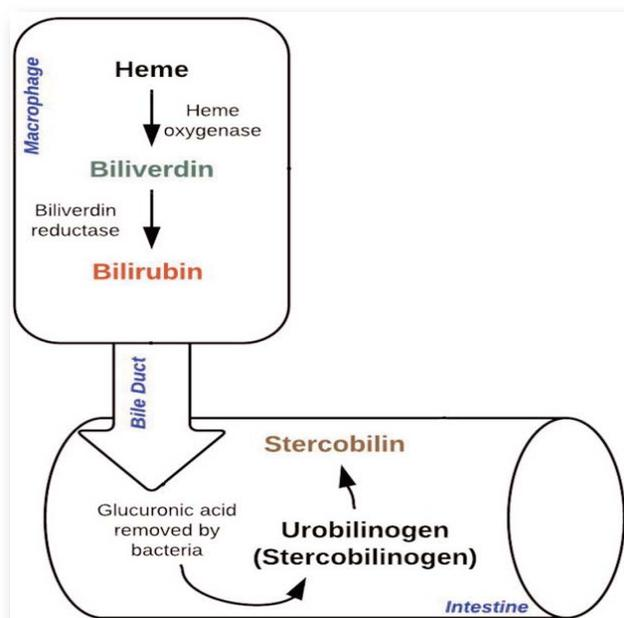 Macrophage
Heme
Heme
oxygenase
Biliverdin
Biliverdin
reductase
Bilirubin
Bile Duct
Stercobilin
Glucuronic acid
removed by
bacteria
Urobilinogen
(Stercobilinogen)
Intestine